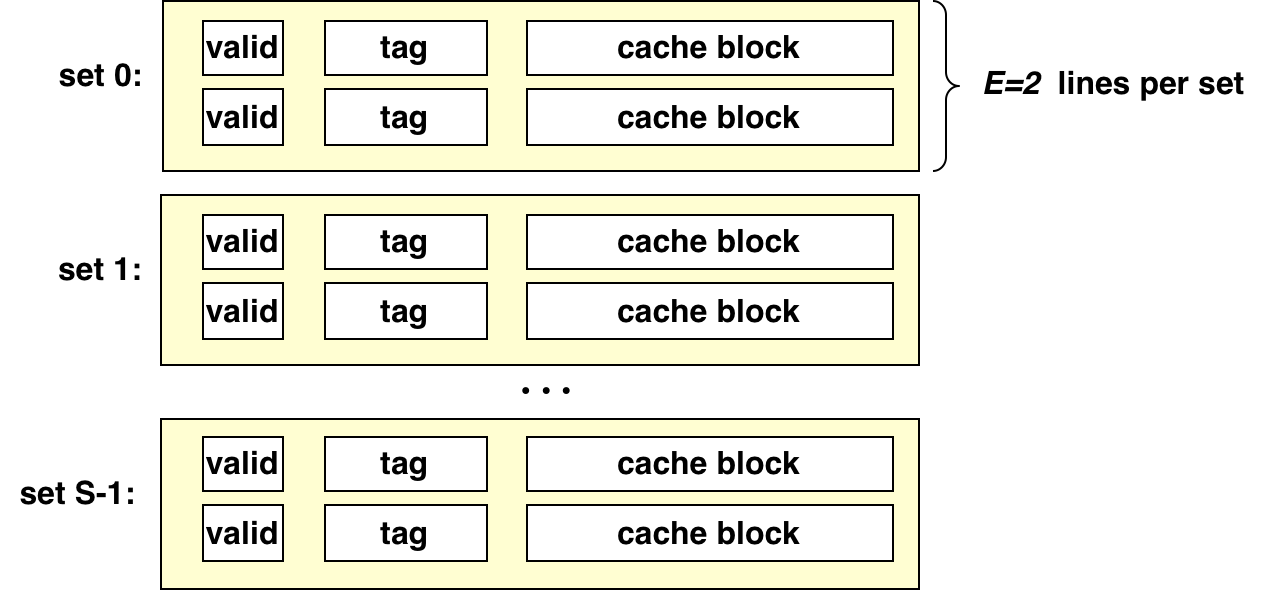 valid tag cache block
set 0:
E=2 lines per set
valid tag cache block
valid tag cache block
set 1:
valid tag cache block
• • •
valid tag cache block
set S-1:
valid tag cache block